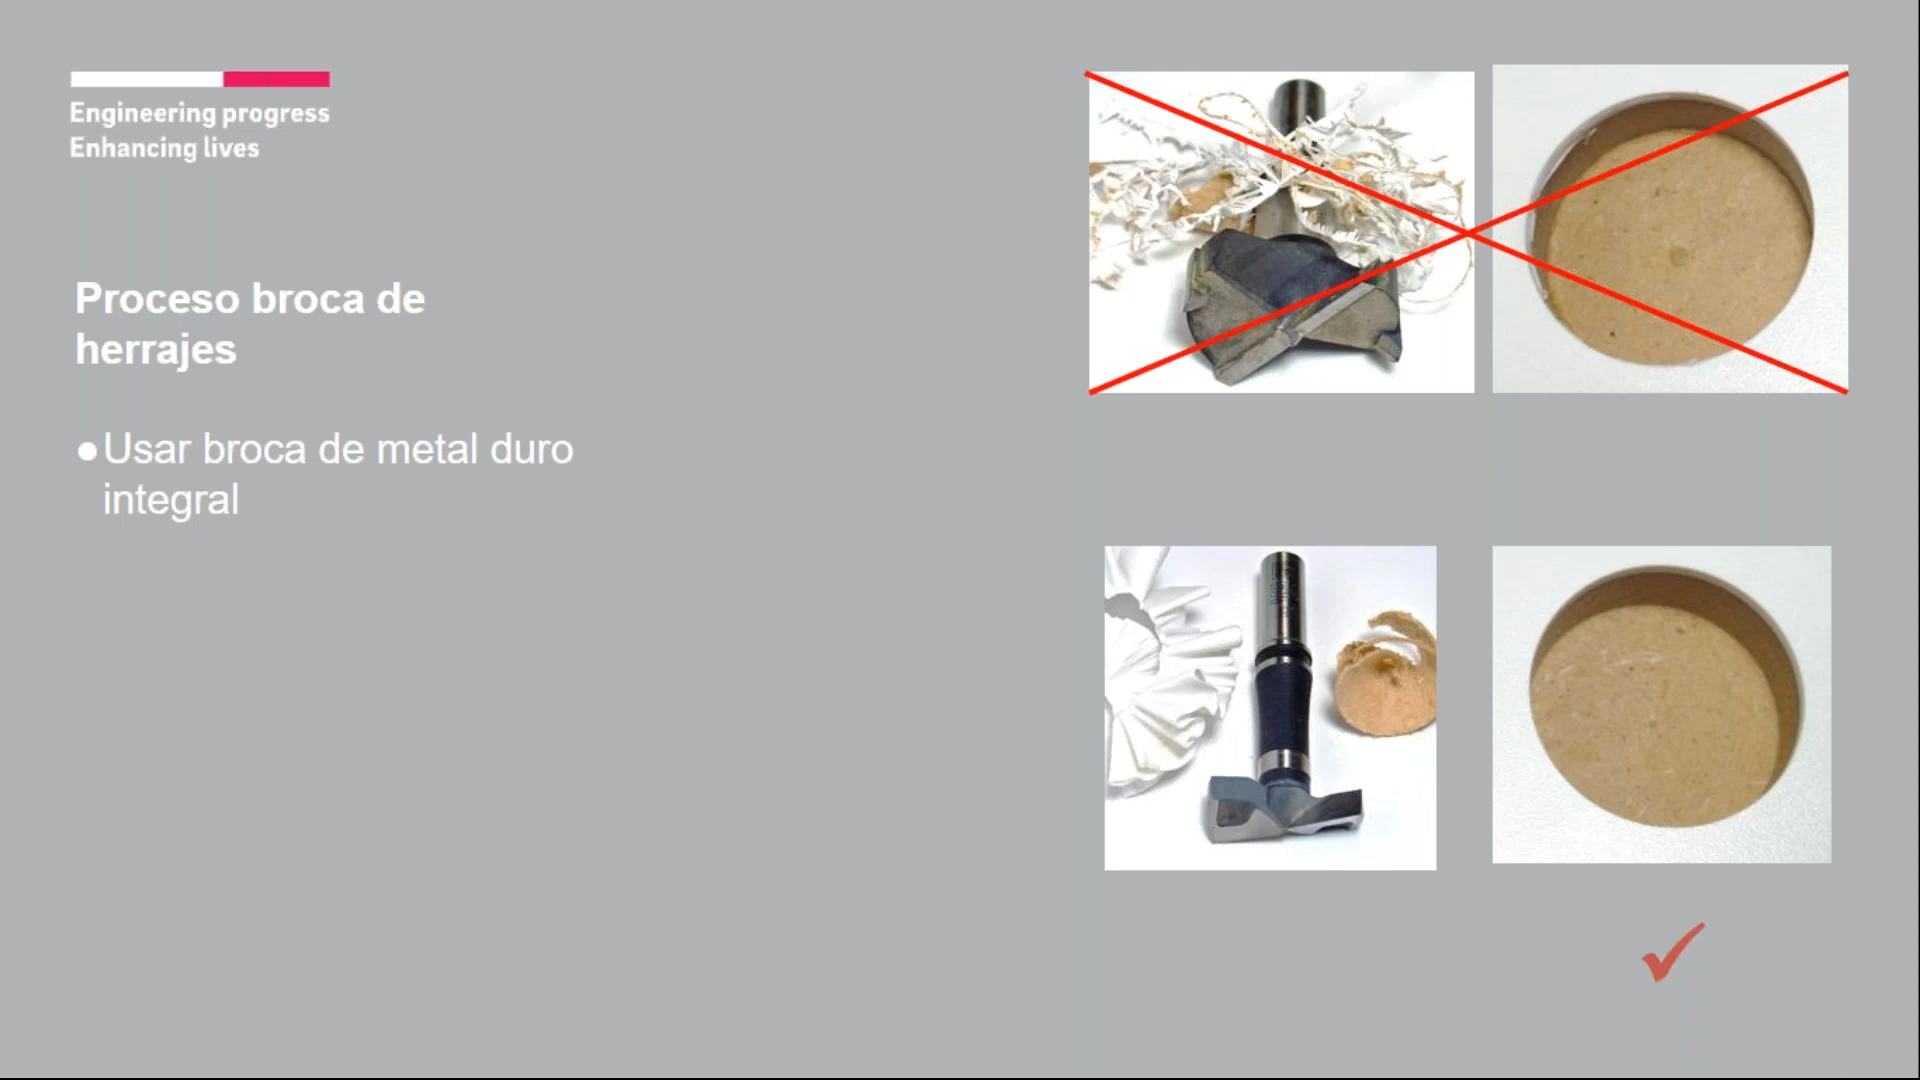 Engineering progress
Enhancing lives
Proceso broca de
herrajes
●Usar broca de metal duro
integral